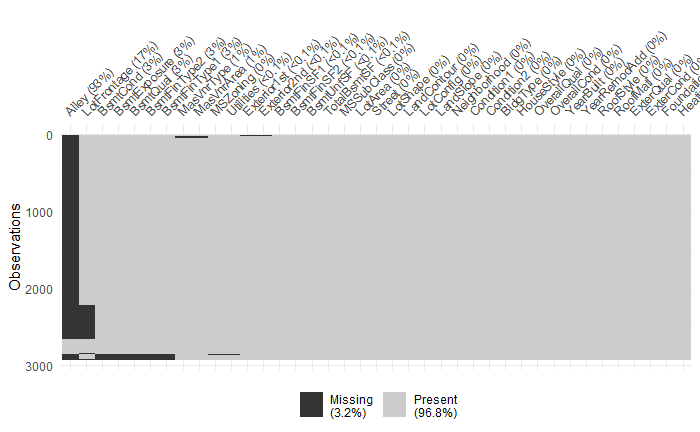 Alley (93%)
LotFrontage (17%)
BsmtCond (3%)
BsmtExposure (3%)
BsmtQual (3%)
BsmtFinType2 (3%)
BsmtFinType1 (3%)
MasVnrType (1%)
MasVnrArea (1%)
MSZoning (0%)
Utilities (<0.1%)
Exterior1st (<0.1%)
Exterior2nd (<0.1%)
BsmtFinSF1 (<0.1%)
BsmtFinSF2 (<0.1%)
BsmtUnfSF (<0.1%)
TotalBsmtSF (<0.1%)
MSSubClass (0%)
LotArea (0%)
Street (0%)
LotShape (0%)
LandContour (0%)
LotConfig (0%)
LandSlope (0%)
Neighborhood (0%)
Condition1 (0%)
Condition2 (0%)
BldgType (0%)
HouseStyle (0%)
OverallQual (0%)
OverallCond (0%)
YearBuilt (0%)
YearRemodAdd (0%)
RoofStyle (0%)
RoofMatl (0%)
ExterQual (0%)
ExterCond (0%
Foundati
Hea
0
1000
2000
3000
Observations
Missing
(3.2%)
Present
(96.8%)